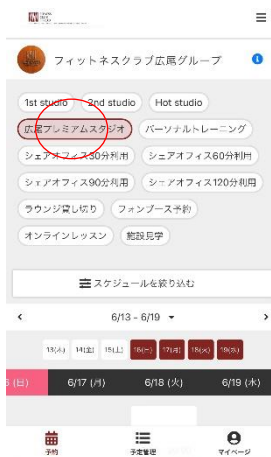 フィットネスクラブ広尾グループ
1st studio 2nd studio Hot studio
広尾プレミアムスタジオ パーソナルトレーニング
シェアオフィス30分利用 シェアオフィス60分利用
シェアオフィス90分利用 シェアオフィス120分利用
ラウンジ貸し切り フォンブース予約
オンラインレッスン 施設見学
スケジュールを絞り込む
6/13 - 6/19
13(木) 14(金) 15(土) 16(日) 17(月) 18(火) 19(水)
(日) 6/17 (月) 6/18 (火) 6/19 (水)
予約 予定管理 マイページ